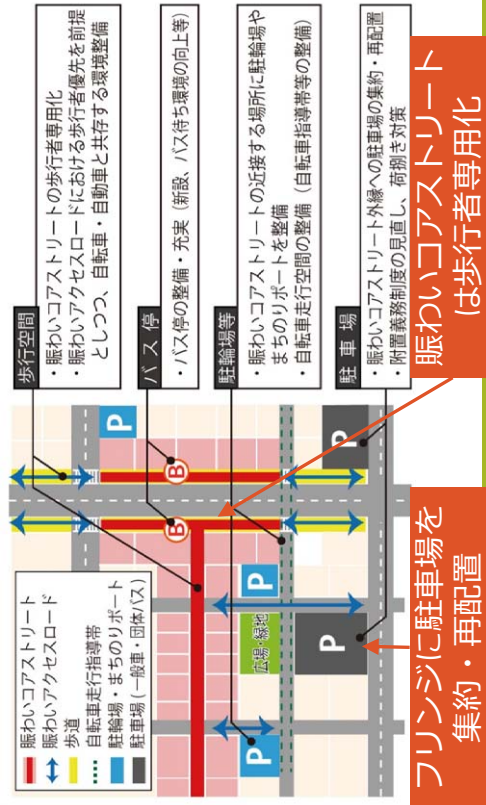 賑わいコアストリート
賑わいアクセスロード
歩道
自転車走行指導帯
駐輪場・まちのりポート
駐車場（一般車・団体バス）
P
P
P
P
P
B
B
広場・緑地
歩行空間
・賑わいコアストリートの歩行者専用化
・賑わいアクセスロードにおける歩行者優先を前提
としつつ、自転車・自動車と共存する環境整備
バス停
・バス停の整備・充実（新設、バス待ち環境の向上等）
駐輪場等
・賑わいコアストリートの近接する場所に駐輪場や
まちのりポートを整備
・自転車走行空間の整備（自転車指導帯等の整備）
駐車場
・賑わいコアストリート外縁への駐車場の集約・再配置
・附置義務制度の見直し、荷捌き対策
フリンジに駐車場を
集約・再配置
賑わいコアストリート
は歩行者専用化